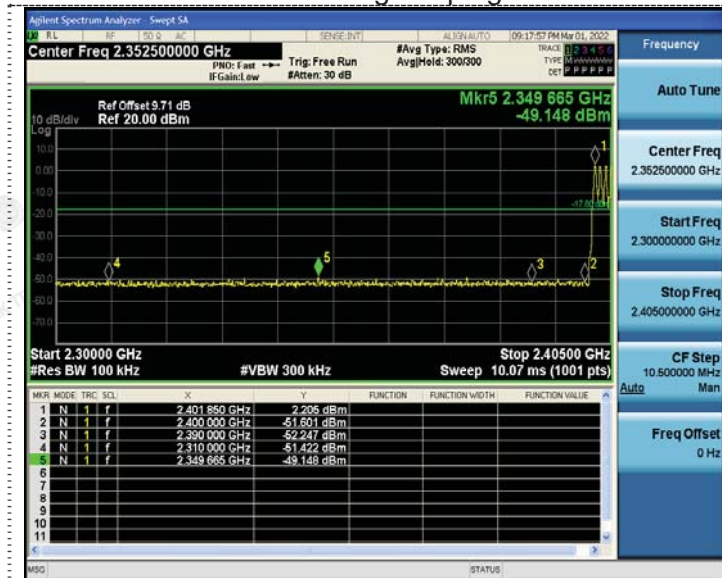 Agilent Spectrum Analyzer - Swept SA
RL RF 50 Ω AC SENSE:INT ALIGN AUTO 09:17:57 PM Mar 01, 2022
Center Freq 2.352500000 GHz
PNO: Fast
IFGain:Low
Trig: Free Run
#Atten: 30 dB
#Avg Type: RMS
Avg|Hold: 300/300
TRACE 1 2 3 4 5 6
TYPE M
DET P P P P P P
Frequency
Auto Tune
Center Freq
2.352500000 GHz
Start Freq
2.300000000 GHz
Stop Freq
2.405000000 GHz
CF Step
10.500000 MHz
Auto Man
Freq Offset
0 Hz
Mkr5 2.349 665 GHz
-49.148 dBm
Ref Offset 9.71 dB
Ref 20.00 dBm
10 dB/div
Log
10.0
0.00
-10.0
-20.0
-30.0
-40.0
-50.0
-60.0
-70.0
1
4
5
3
2
Start 2.30000 GHz
Stop 2.40500 GHz
#Res BW 100 kHz
#VBW 300 kHz
Sweep 10.07 ms (1001 pts)
MKR MODE TRC SCL X Y FUNCTION FUNCTION WIDTH FUNCTION VALUE
1 N 1 f 2.401 850 GHz 2.205 dBm
2 N 1 f 2.400 000 GHz -51.601 dBm
3 N 1 f 2.390 000 GHz -52.247 dBm
4 N 1 f 2.310 000 GHz -51.422 dBm
5 N 1 f 2.349 665 GHz -49.148 dBm
6
7
8
9
10
11
MSG
STATUS